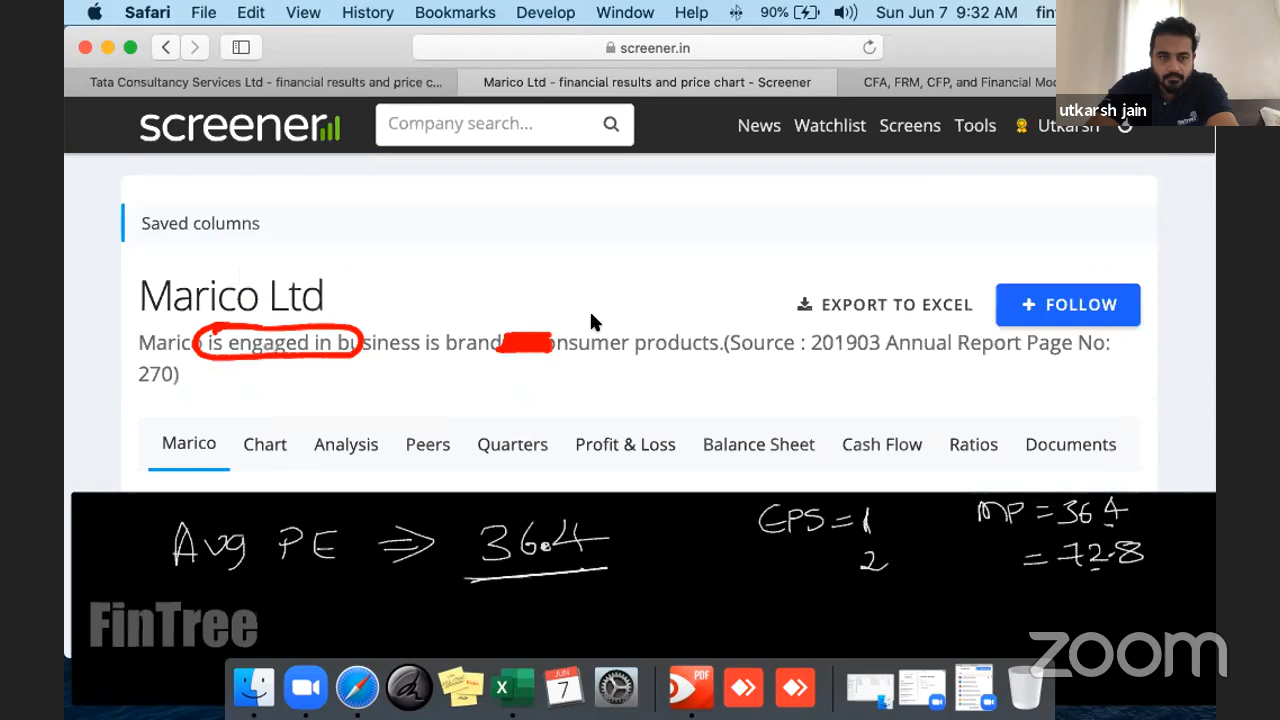 Safari File Edit View History Bookmarks Develop Window Help 90% Sun Jun 7 9:32 AM fin
screener.in
Tata Consultancy Services Ltd - financial results and price c... Marico Ltd - financial results and price chart - Screener CFA, FRM, CFP, and Financial Mod
utkarsh jain
screener Company search... News Watchlist Screens Tools Utkarsh
Saved columns
Marico Ltd
EXPORT TO EXCEL + FOLLOW
Marico is engaged in business is brand onsumer products.(Source : 201903 Annual Report Page No:
270)
Marico Chart Analysis Peers Quarters Profit & Loss Balance Sheet Cash Flow Ratios Documents
Avg PE ⇒ 36.4 EPS = 1 MP = 36.4
2 = 72.8
FinTree
zoom
JUN
7
PDF